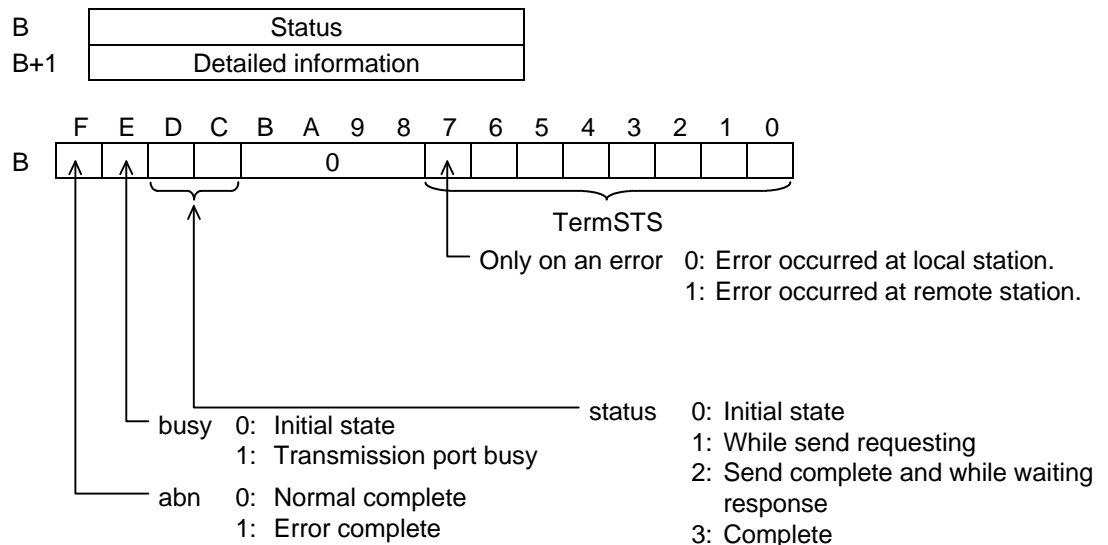 B Status
B+1 Detailed information
F E D C B A 9 8 7 6 5 4 3 2 1 0
B 0
TermSTS
Only on an error 0: Error occurred at local station.
1: Error occurred at remote station.
busy 0: Initial state
1: Transmission port busy
abn 0: Normal complete
1: Error complete
status 0: Initial state
1: While send requesting
2: Send complete and while waiting
response
3: Complete